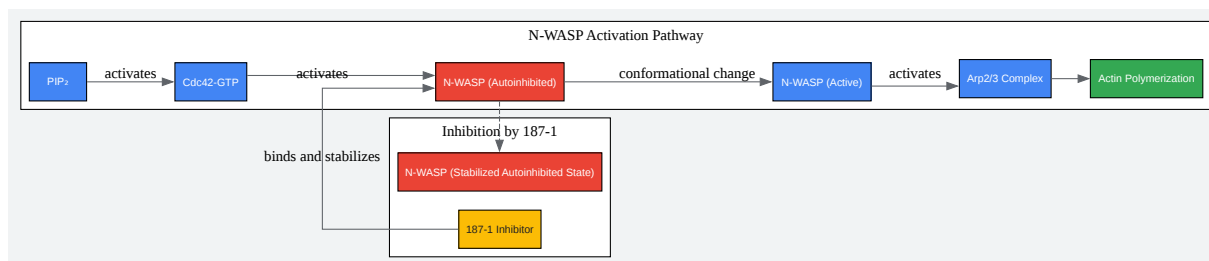 N-WASP Activation Pathway
PIP₂
activates
Cdc42-GTP
activates
N-WASP (Autoinhibited)
conformational change
N-WASP (Active)
activates
Arp2/3 Complex
Actin Polymerization
Inhibition by 187-1
binds and stabilizes
N-WASP (Stabilized Autoinhibited State)
187-1 Inhibitor